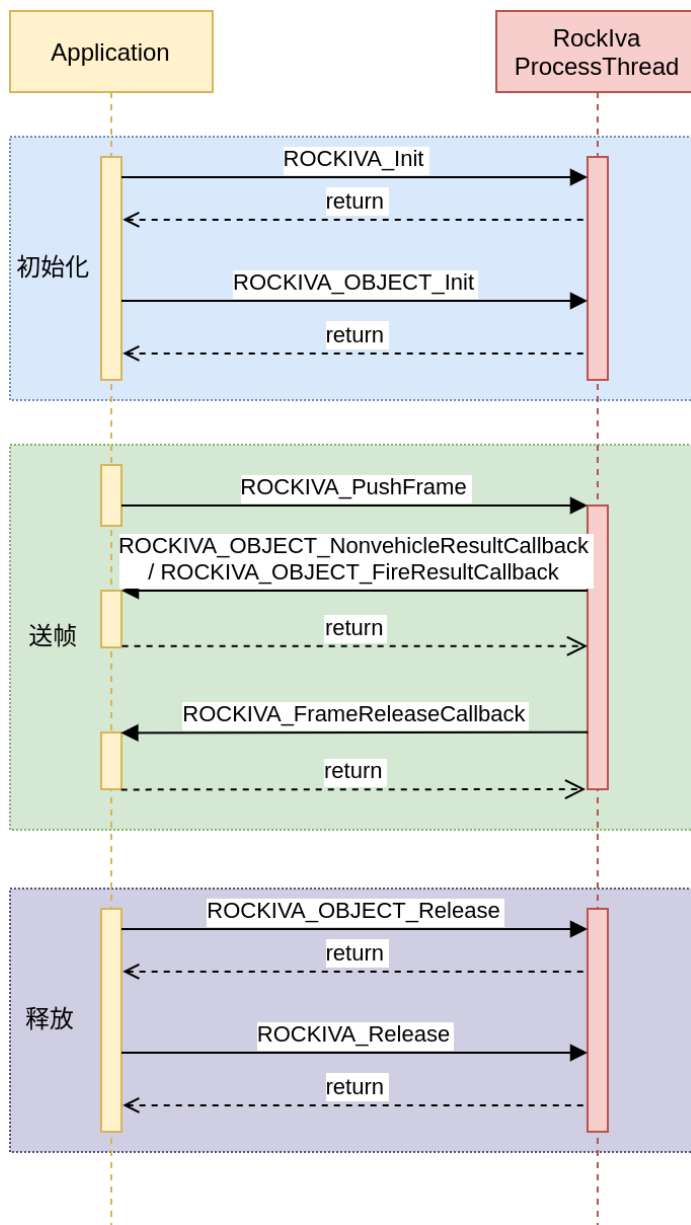 Application
RockIva
ProcessThread
ROCKIVA_Init
return
初始化
ROCKIVA_OBJECT_Init
return
ROCKIVA_PushFrame
ROCKIVA_OBJECT_NonvehicleResultCallback
/ ROCKIVA_OBJECT_FireResultCallback
送帧
return
ROCKIVA_FrameReleaseCallback
return
ROCKIVA_OBJECT_Release
return
释放
ROCKIVA_Release
return